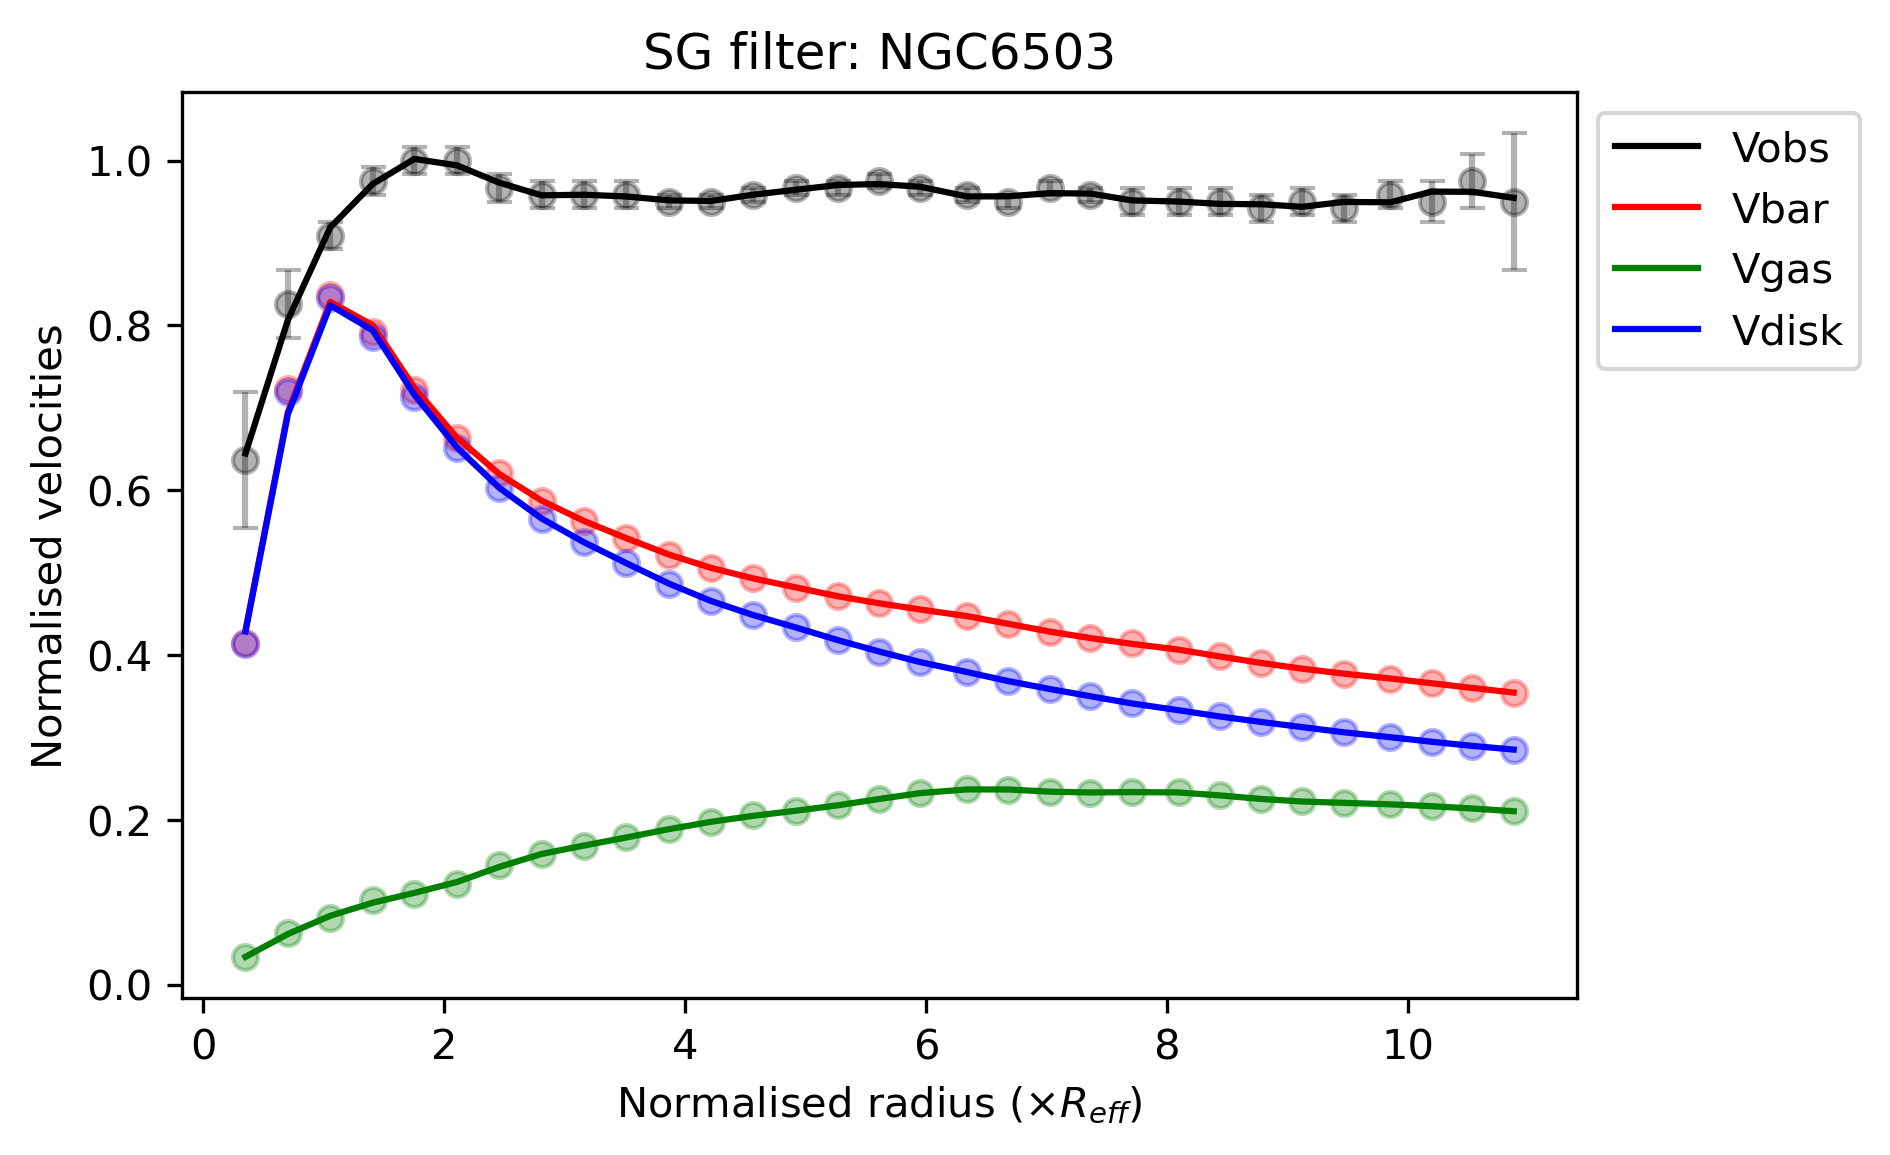 SG filter: NGC6503
Normalised velocities
1.0
0.8
0.6
0.4
0.2
0.0
0 2 4 6 8 10
Normalised radius (×R_eff)
Vobs
Vbar
Vgas
Vdisk